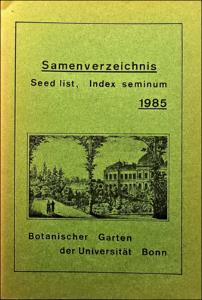 Samenverzeichnis
Seed list, Index seminum
1985
Botanischer Garten
der Universität Bonn